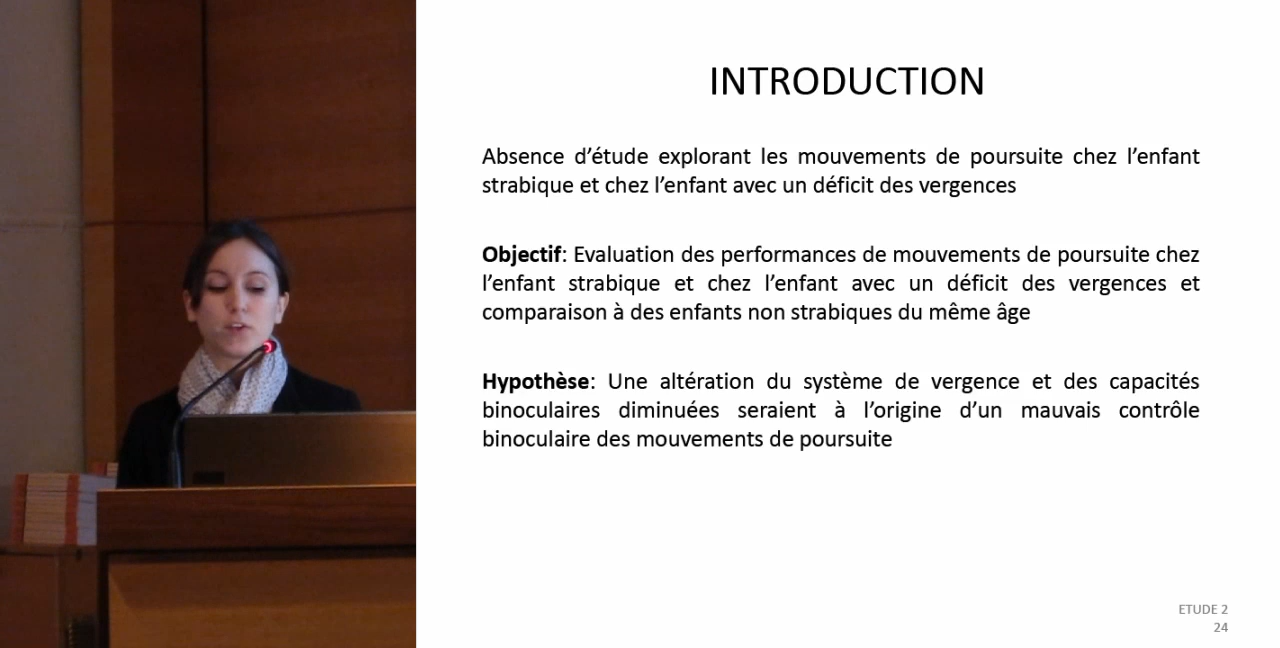 INTRODUCTION
Absence d’étude explorant les mouvements de poursuite chez l’enfant
strabique et chez l’enfant avec un déficit des vergences
Objectif: Evaluation des performances de mouvements de poursuite chez
l’enfant strabique et chez l’enfant avec un déficit des vergences et
comparaison à des enfants non strabiques du même âge
Hypothèse: Une altération du système de vergence et des capacités
binoculaires diminuées seraient à l’origine d’un mauvais contrôle
binoculaire des mouvements de poursuite
ETUDE 2
24